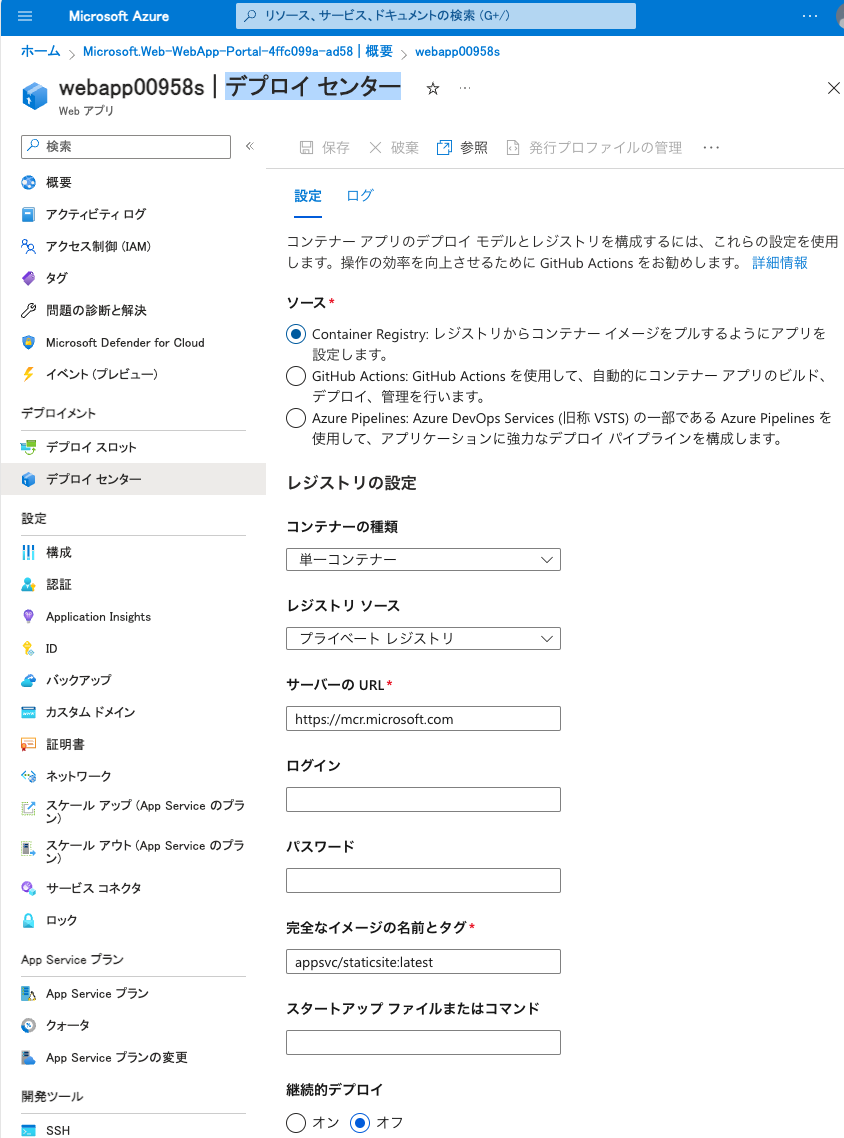 Microsoft Azure
リソース、サービス、ドキュメントの検索 (G+/)
ホーム > Microsoft.Web-WebApp-Portal-4ffc099a-ad58 | 概要 > webapp00958s
webapp00958s | デプロイ センター
Web アプリ
検索
保存
破棄
参照
発行プロファイルの管理
概要
アクティビティ ログ
アクセス制御 (IAM)
タグ
問題の診断と解決
Microsoft Defender for Cloud
イベント (プレビュー)
デプロイメント
デプロイ スロット
デプロイ センター
設定
構成
認証
Application Insights
ID
バックアップ
カスタム ドメイン
証明書
ネットワーク
スケール アップ (App Service のプラ
ン)
スケール アウト (App Service のプラ
ン)
サービス コネクタ
ロック
App Service プラン
App Service プラン
クォータ
App Service プランの変更
開発ツール
SSH
設定
ログ
コンテナー アプリのデプロイ モデルとレジストリを構成するには、これらの設定を使用
します。操作の効率を向上させるために GitHub Actions をお勧めします。 詳細情報
ソース*
Container Registry: レジストリからコンテナー イメージをプルするようにアプリを
設定します。
GitHub Actions: GitHub Actions を使用して、自動的にコンテナー アプリのビルド、
デプロイ、管理を行います。
Azure Pipelines: Azure DevOps Services (旧称 VSTS) の一部である Azure Pipelines を
使用して、アプリケーションに強力なデプロイ パイプラインを構成します。
レジストリの設定
コンテナーの種類
単一コンテナー
レジストリ ソース
プライベート レジストリ
サーバーの URL*
https://mcr.microsoft.com
ログイン
パスワード
完全なイメージの名前とタグ*
appsvc/staticsite:latest
スタートアップ ファイルまたはコマンド
継続的デプロイ
オン
オフ